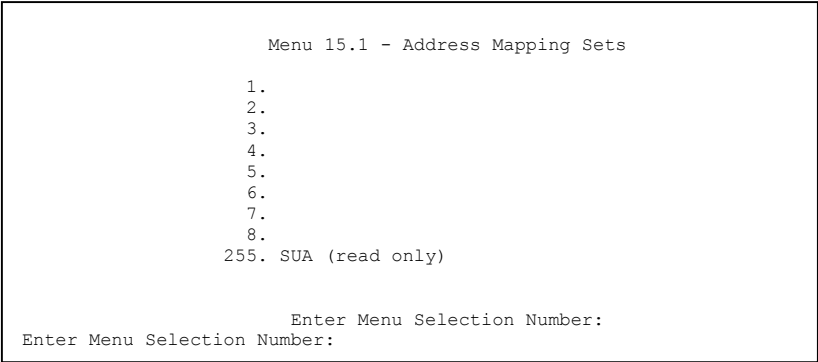 Menu 15.1 - Address Mapping Sets
1.
2.
3.
4.
5.
6.
7.
8.
255. SUA (read only)
Enter Menu Selection Number:
Enter Menu Selection Number: